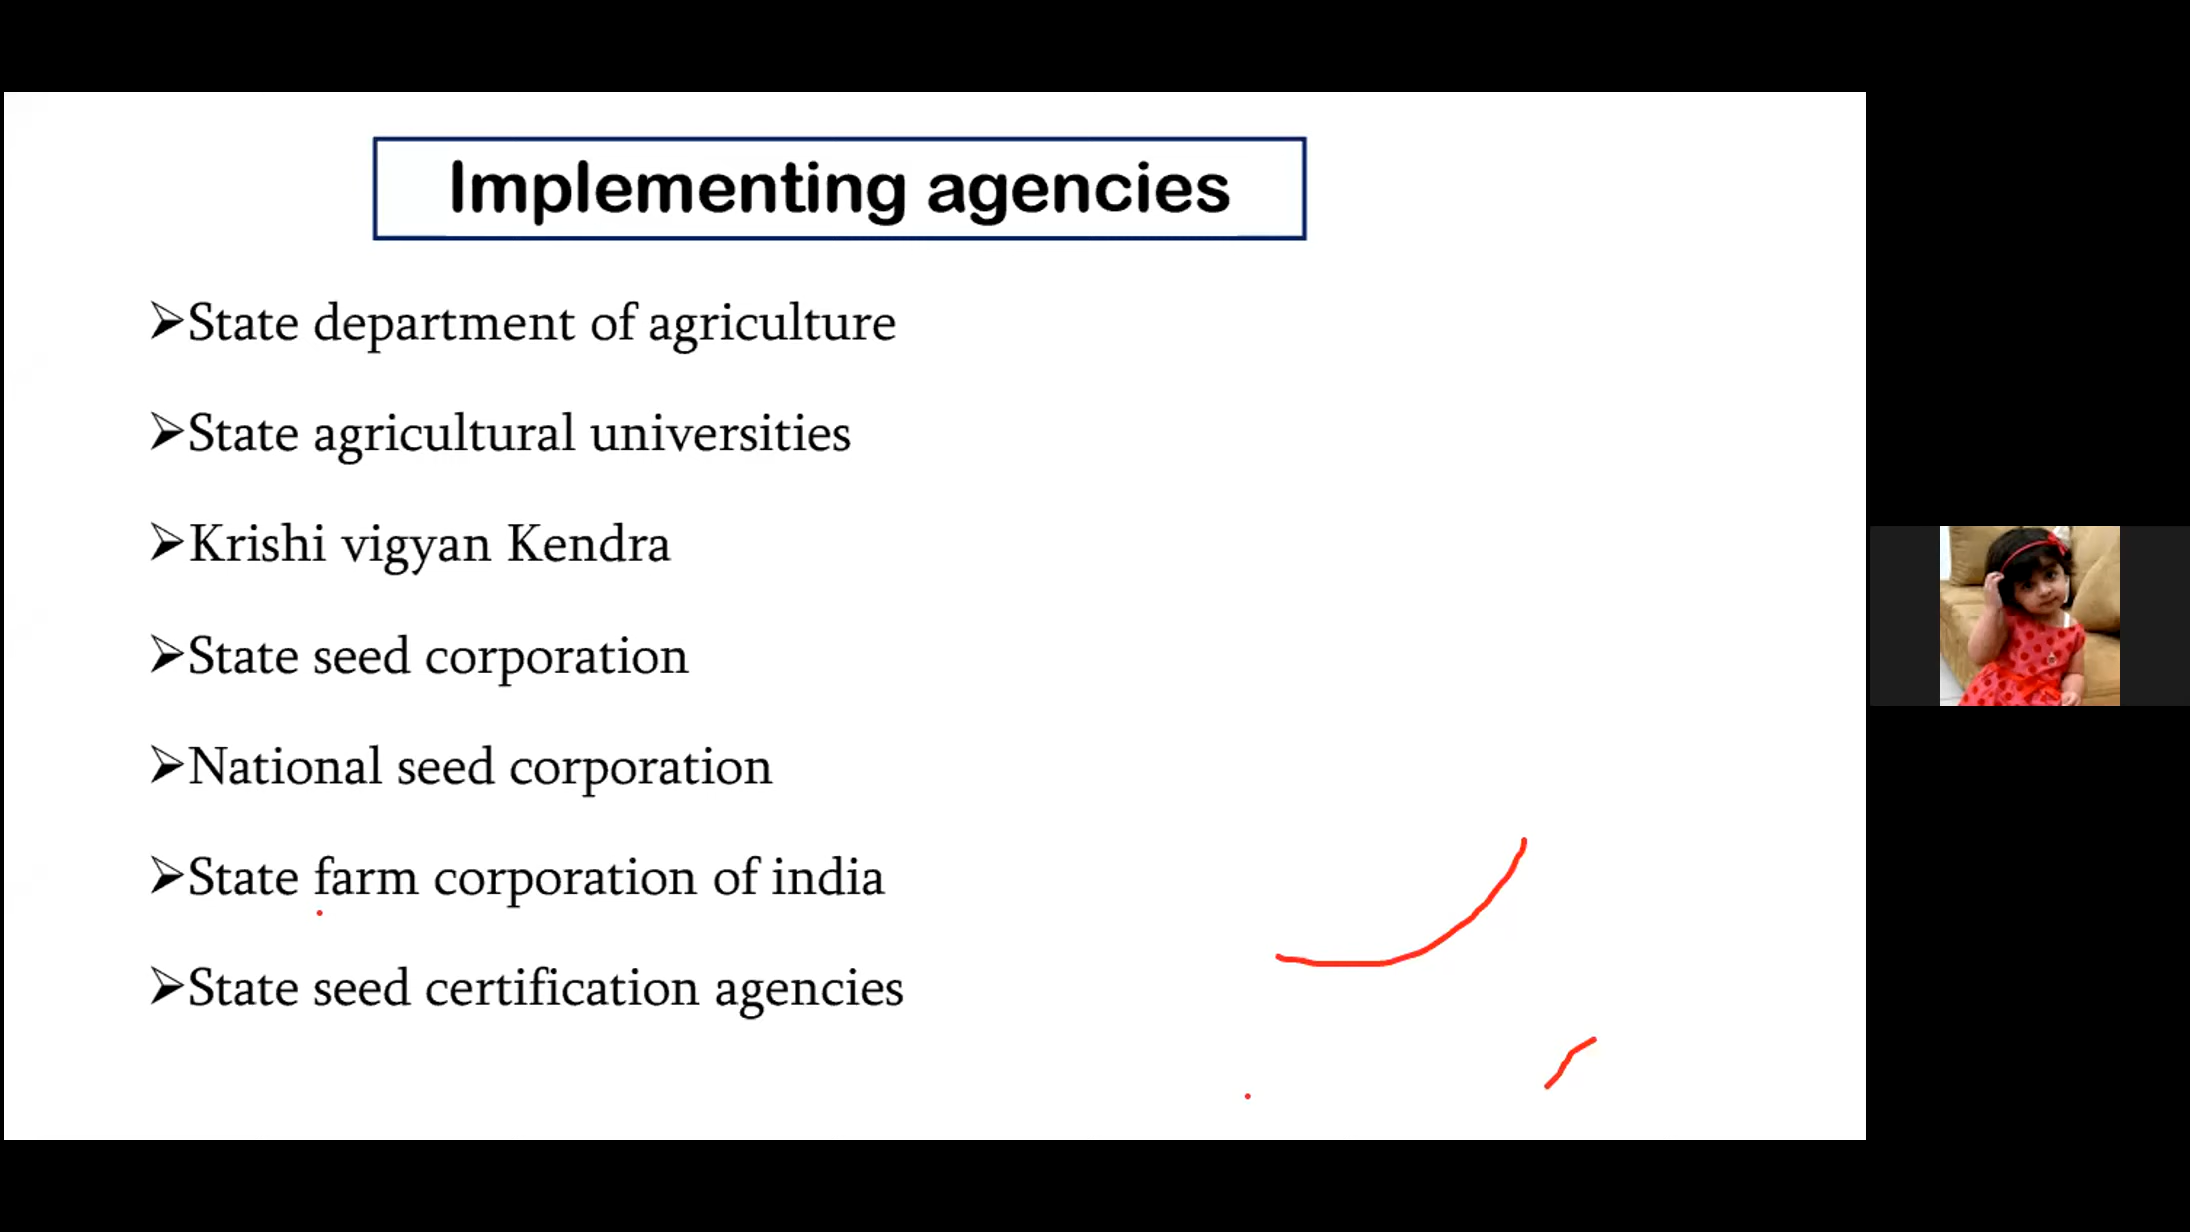 Implementing agencies
➢State department of agriculture
➢State agricultural universities
➢Krishi vigyan Kendra
➢State seed corporation
➢National seed corporation
➢State farm corporation of india
➢State seed certification agencies